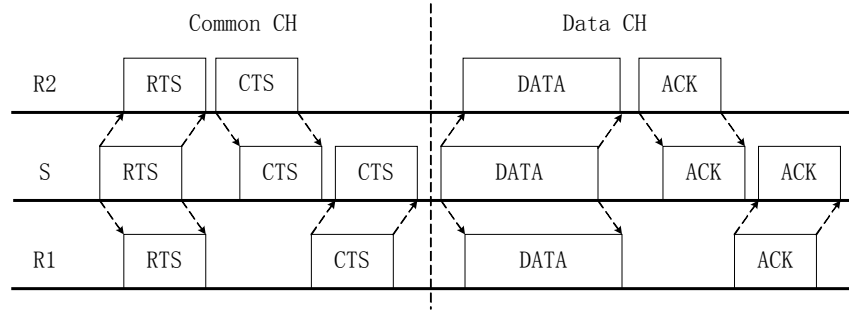 Common CH Data CH
R2 RTS CTS DATA ACK
S RTS CTS CTS DATA ACK ACK
R1 RTS CTS DATA ACK